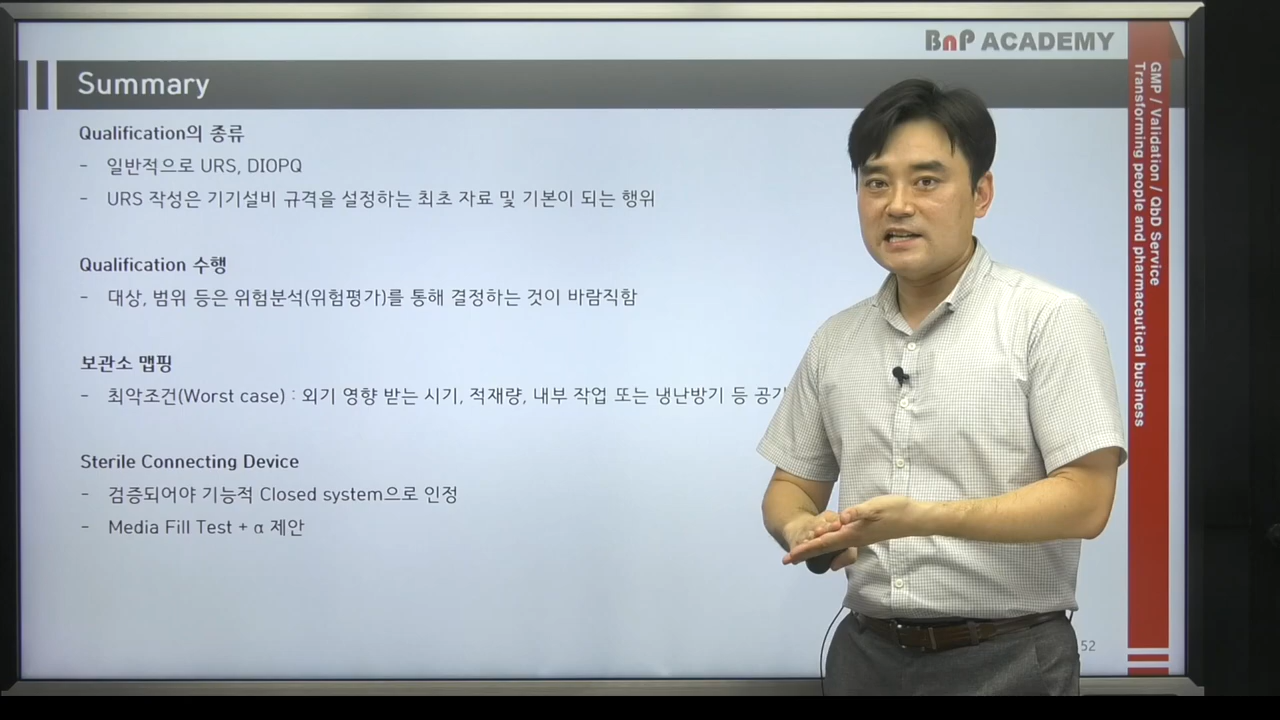 BnP ACADEMY
Summary
Qualification의 종류
- 일반적으로 URS, DIOPQ
- URS 작성은 기기설비 규격을 설정하는 최초 자료 및 기본이 되는 행위
Qualification 수행
- 대상, 범위 등은 위험분석(위험평가)를 통해 결정하는 것이 바람직함
보관소 맵핑
- 최악조건(Worst case) : 외기 영향 받는 시기, 적재량, 내부 작업 또는 냉난방기 등 공기
Sterile Connecting Device
- 검증되어야 기능적 Closed system으로 인정
- Media Fill Test + α 제안
GMP / Validation / QbD Service
Transforming people and pharmaceutical business
52